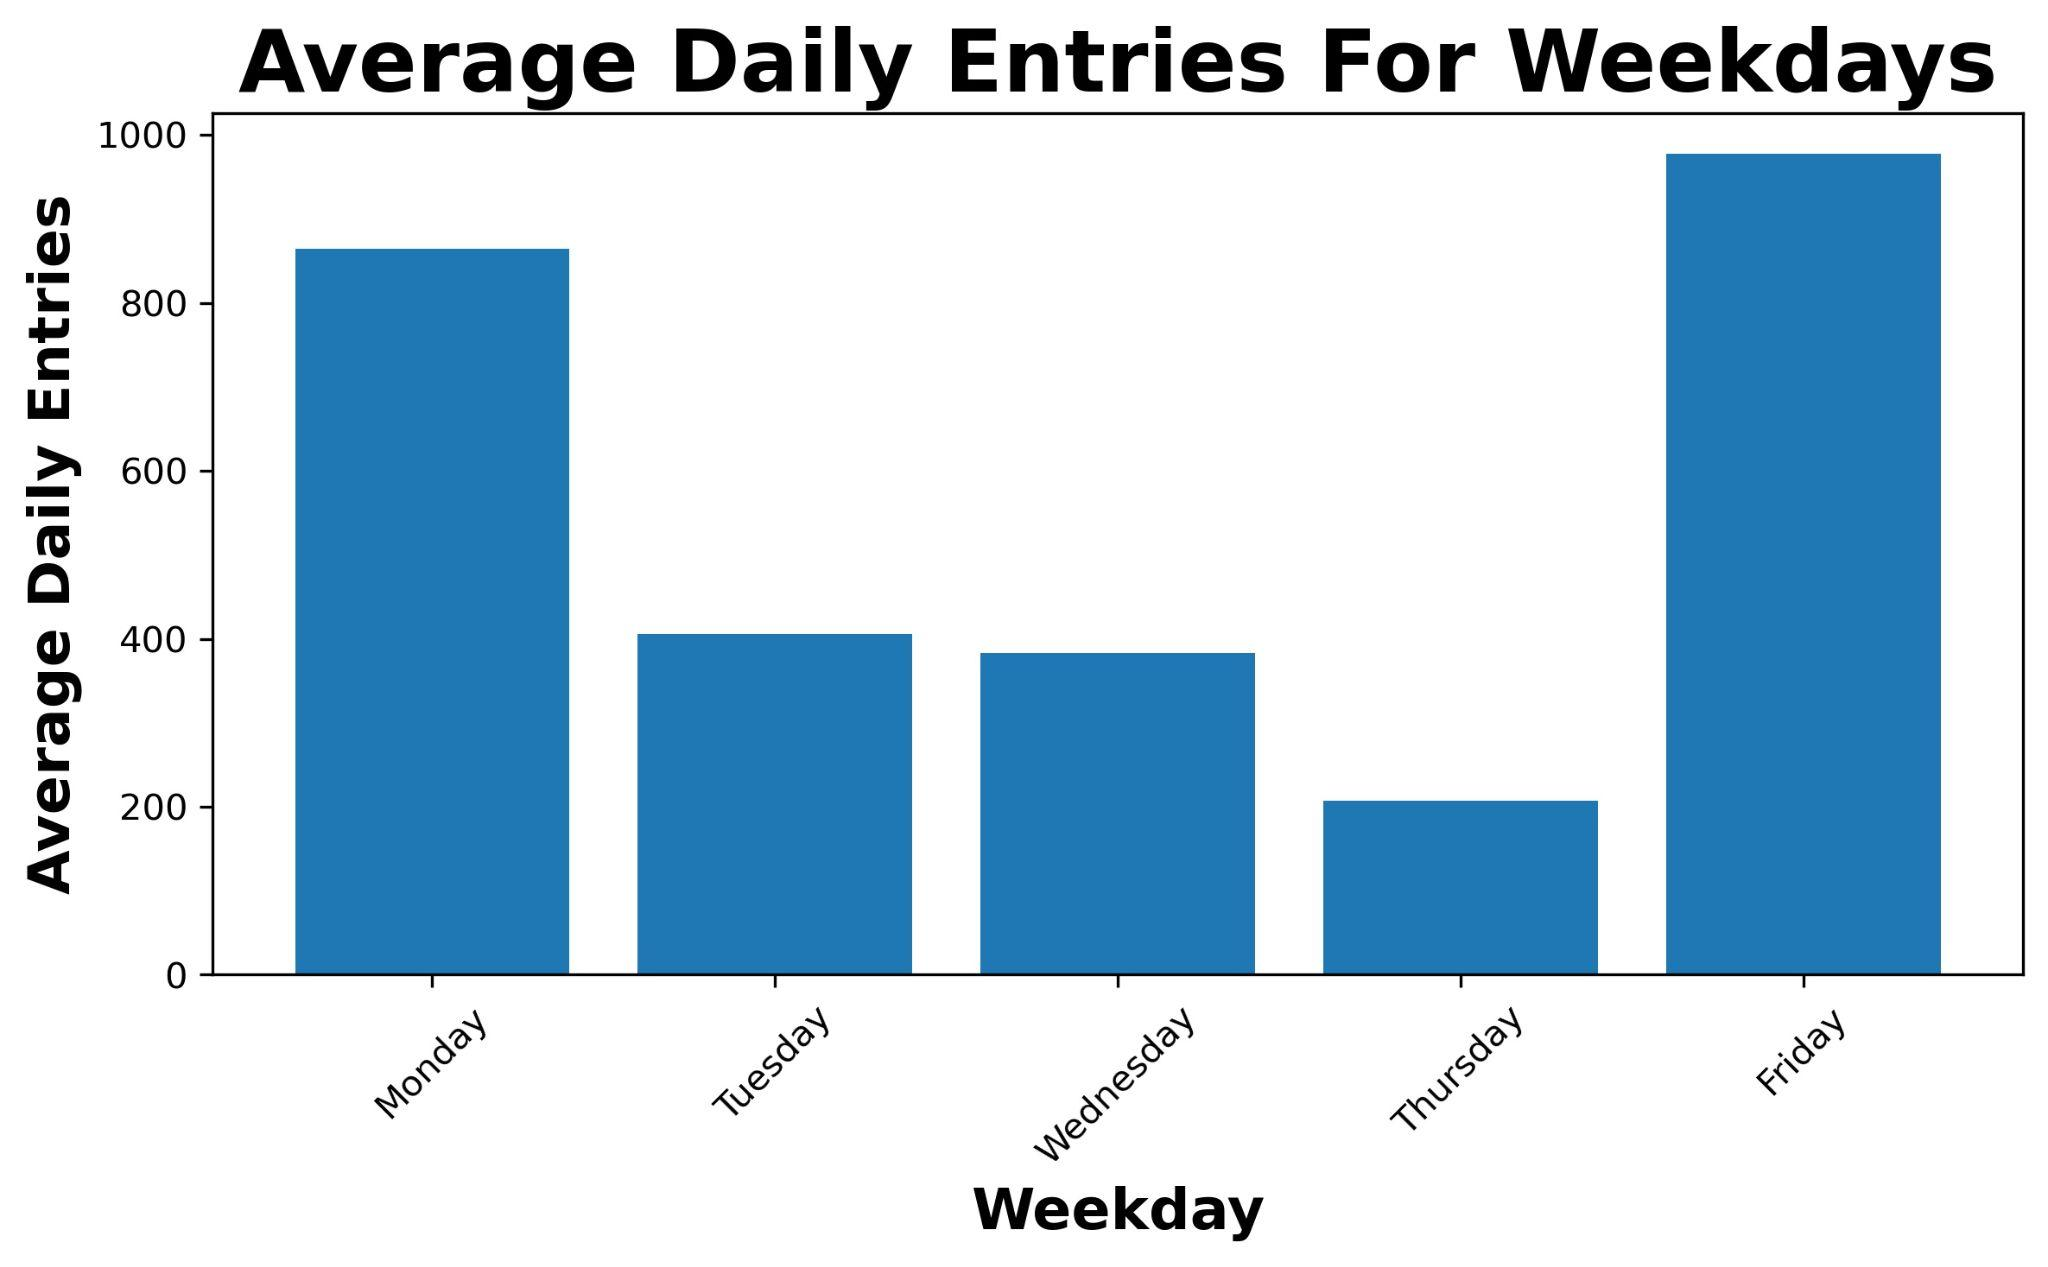 Average Daily Entries For Weekdays
Average Daily Entries
1000
800
600
400
200
0
Monday
Tuesday
Wednesday
Thursday
Friday
Weekday